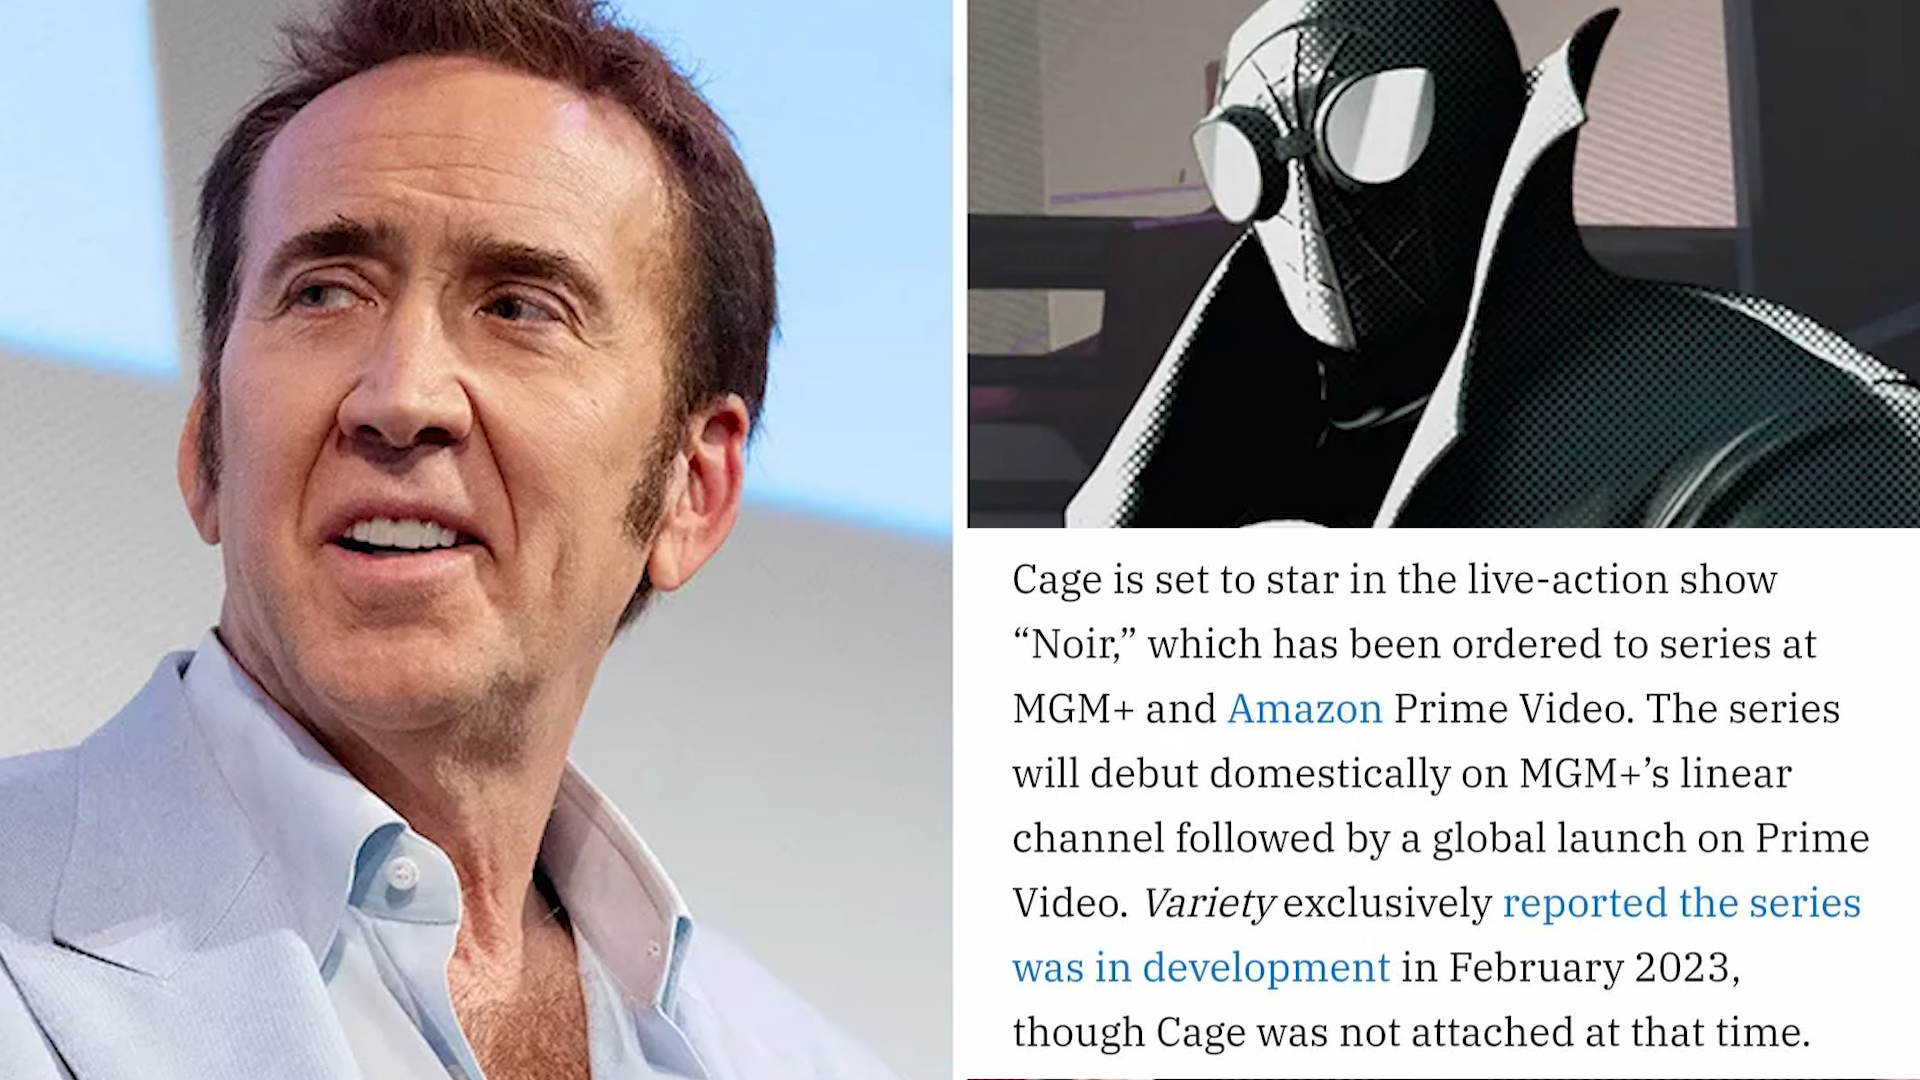 Cage is set to star in the live-action show
“Noir,” which has been ordered to series at
MGM+ and Amazon Prime Video. The series
will debut domestically on MGM+’s linear
channel followed by a global launch on Prime
Video. Variety exclusively reported the series
was in development in February 2023,
though Cage was not attached at that time.